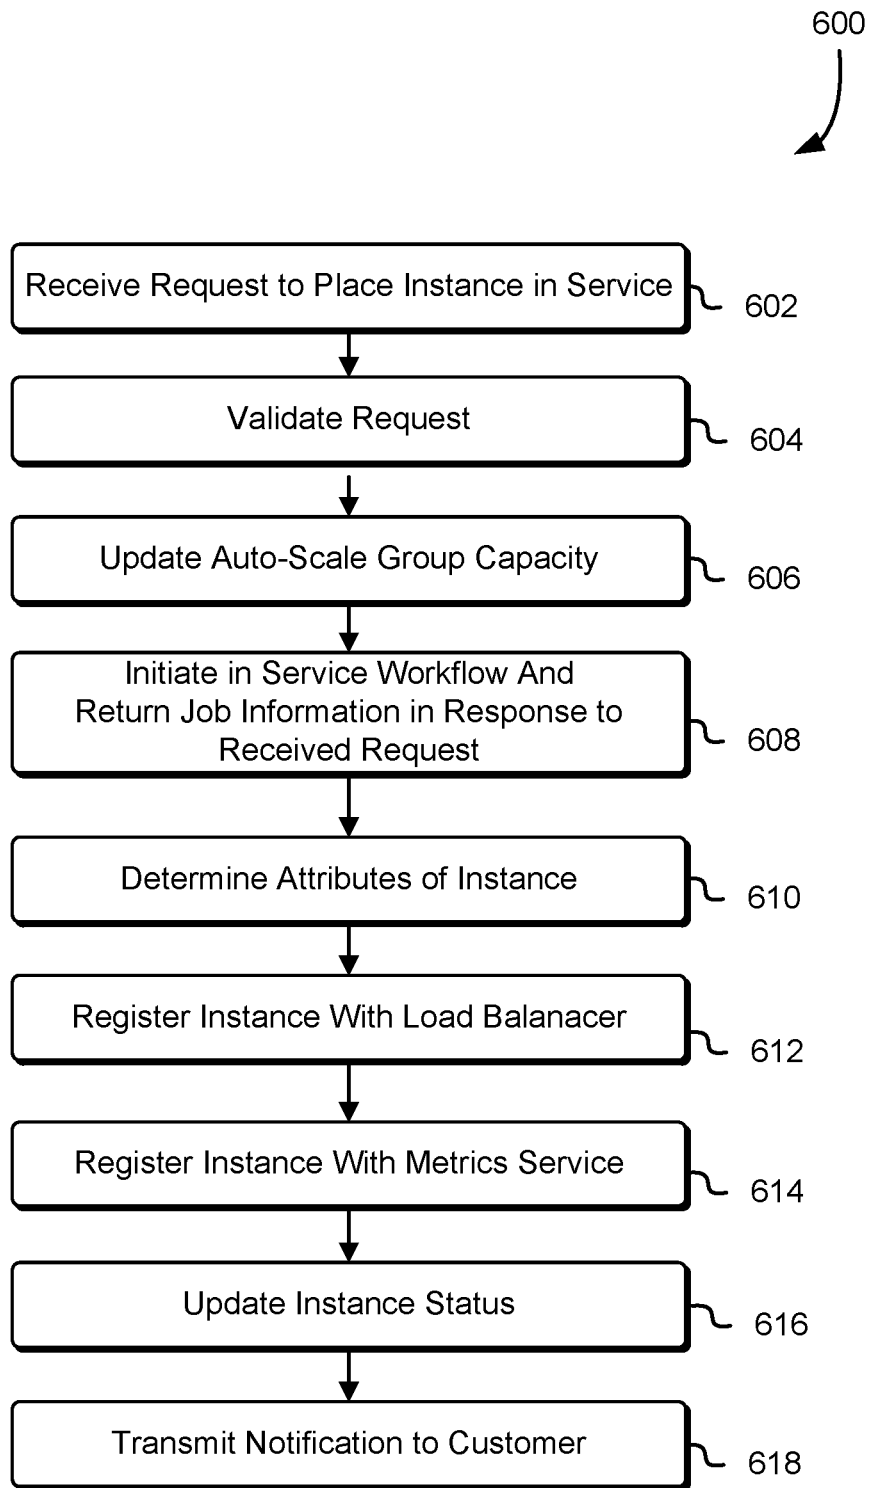 600
Receive Request to Place Instance in Service
602
Validate Request
604
Update Auto-Scale Group Capacity
606
Initiate in Service Workflow And
Return Job Information in Response to
Received Request
608
Determine Attributes of Instance
610
Register Instance With Load Balanacer
612
Register Instance With Metrics Service
614
Update Instance Status
616
Transmit Notification to Customer
618